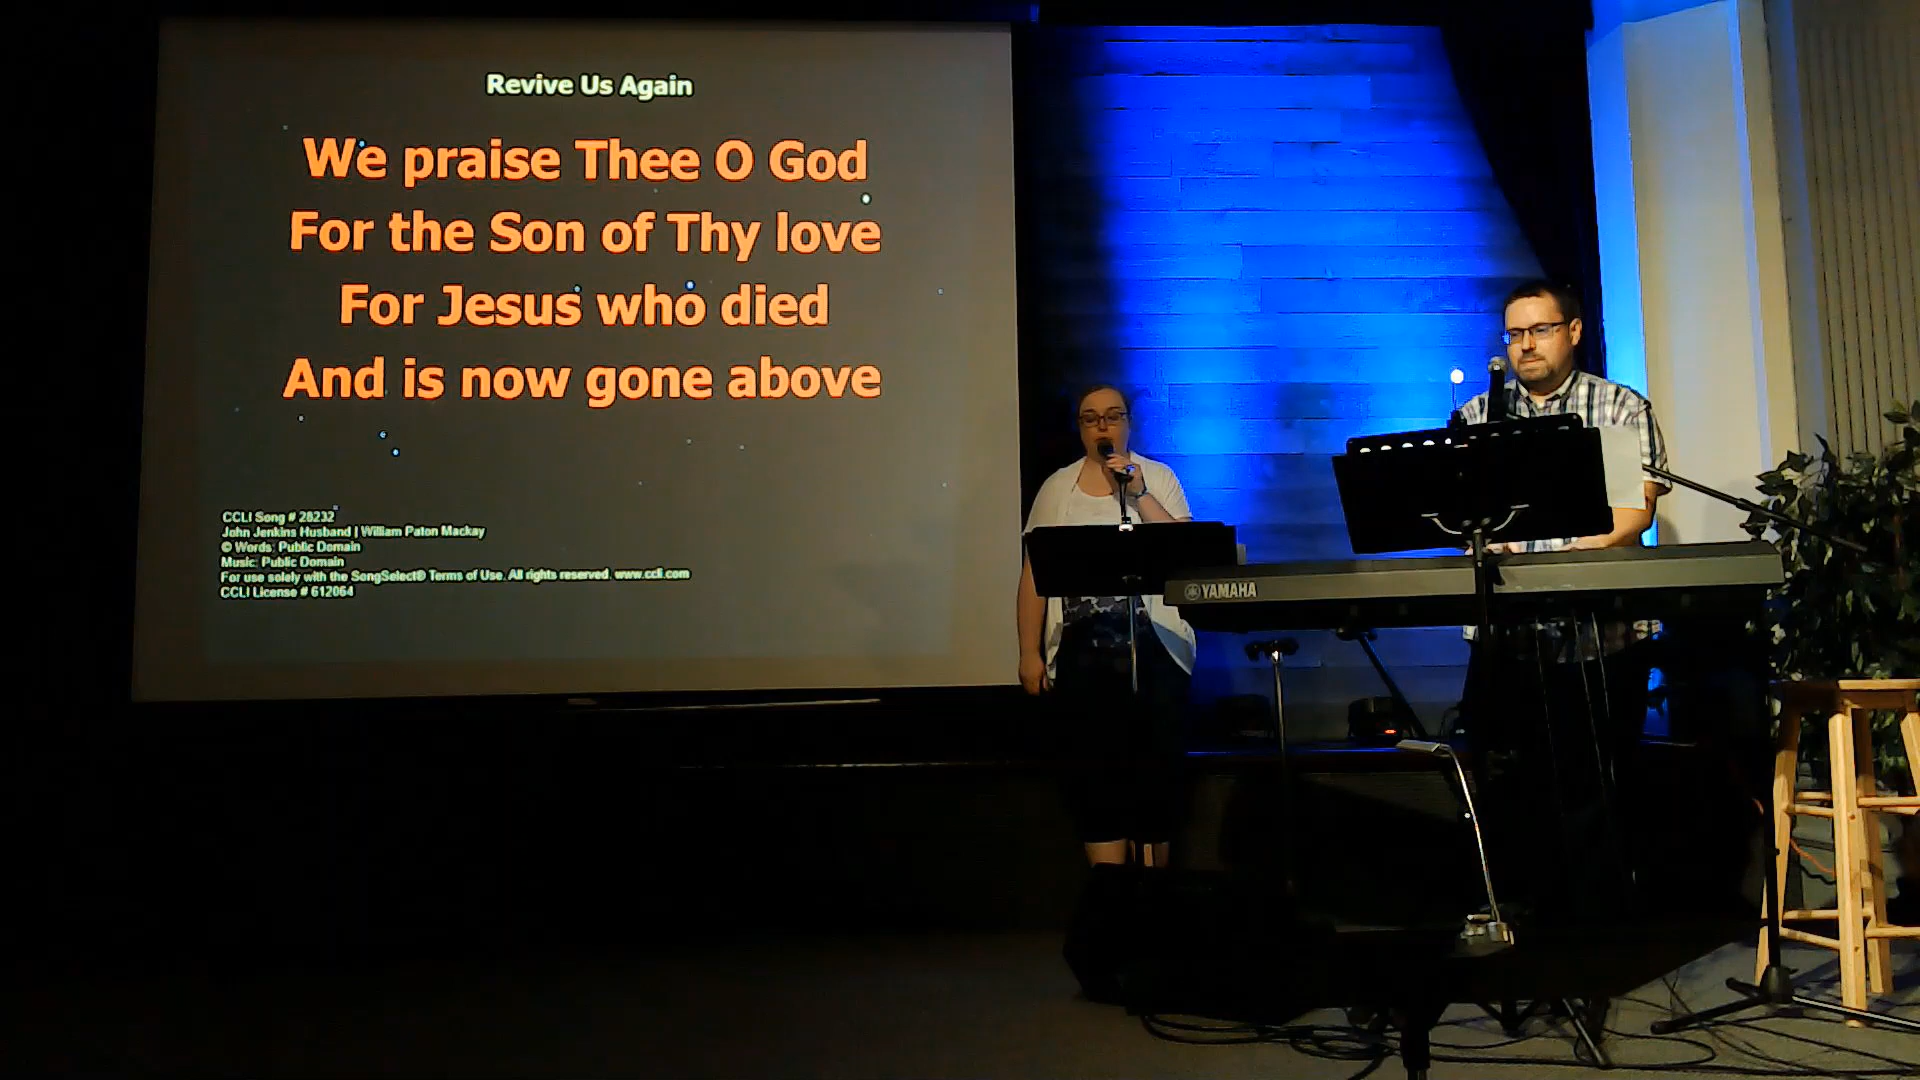 Revive Us Again
We praise Thee O God
For the Son of Thy love
For Jesus who died
And is now gone above
CCLI Song # 28232
John Jenkins Husband | William Paton Mackay
© Words: Public Domain
Music: Public Domain
For use solely with the SongSelect® Terms of Use. All rights reserved. www.ccli.com
CCLI License # 612064
YAMAHA